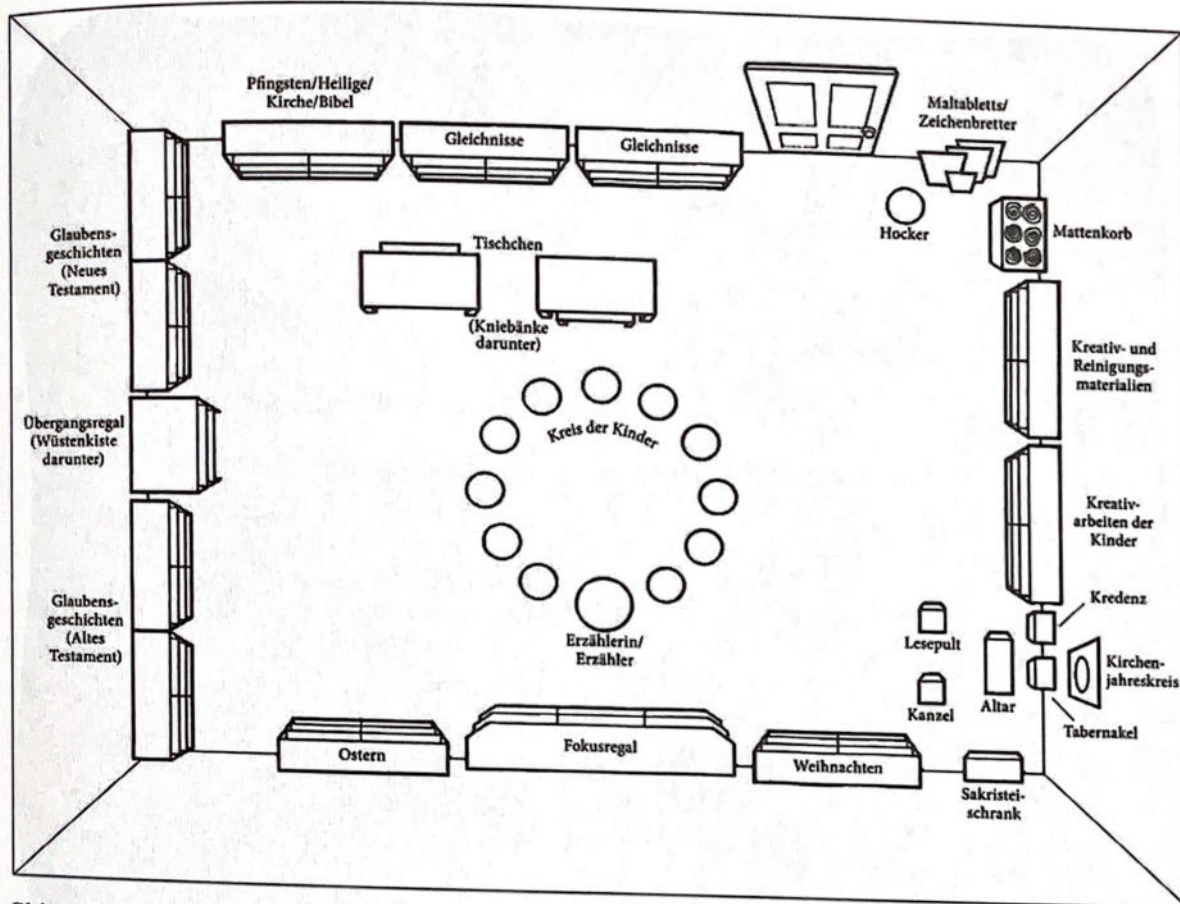 Pfingsten/Heilige/
Kirche/Bibel
Gleichnisse
Gleichnisse
Maltabletts/
Zeichenbretter
Hocker
Mattenkorb
Glaubens-
geschichten
(Neues
Testament)
Tischchen
(Kniebänke
darunter)
Kreativ- und
Reinigungs-
materialien
Kreis der Kinder
Übergangsregal
(Wüstenkiste
darunter)
Kreativ-
arbeiten der
Kinder
Glaubens-
geschichten
(Altes
Testament)
Erzählerin/
Erzähler
Kredenz
Lesepult
Kirchen-
jahreskreis
Kanzel
Altar
Tabernakel
Ostern
Fokusregal
Weihnachten
Sakristei-
schrank